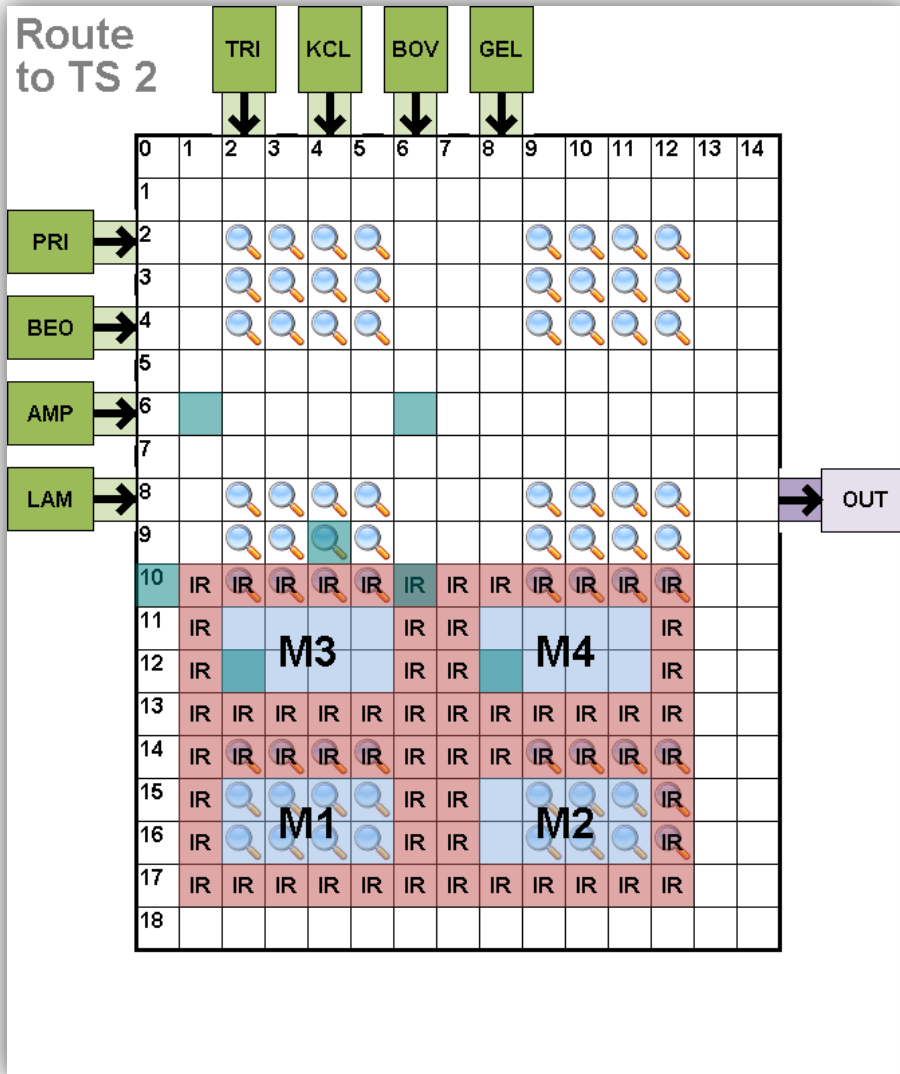 Route
to TS 2
TRI KCL BOV GEL
0 1 2 3 4 5 6 7 8 9 10 11 12 13 14
1
PRI 2
3
BEO 4
5
AMP 6
7
LAM 8 OUT
9
10 IR IR IR IR IR IR IR IR IR IR IR IR
11 IR IR IR IR
M3 M4
12 IR IR IR IR
13 IR IR IR IR IR IR IR IR IR IR IR IR
14 IR IR IR IR IR IR IR IR IR IR IR IR
15 IR IR IR IR
M1 M2
16 IR IR IR IR
17 IR IR IR IR IR IR IR IR IR IR IR IR
18